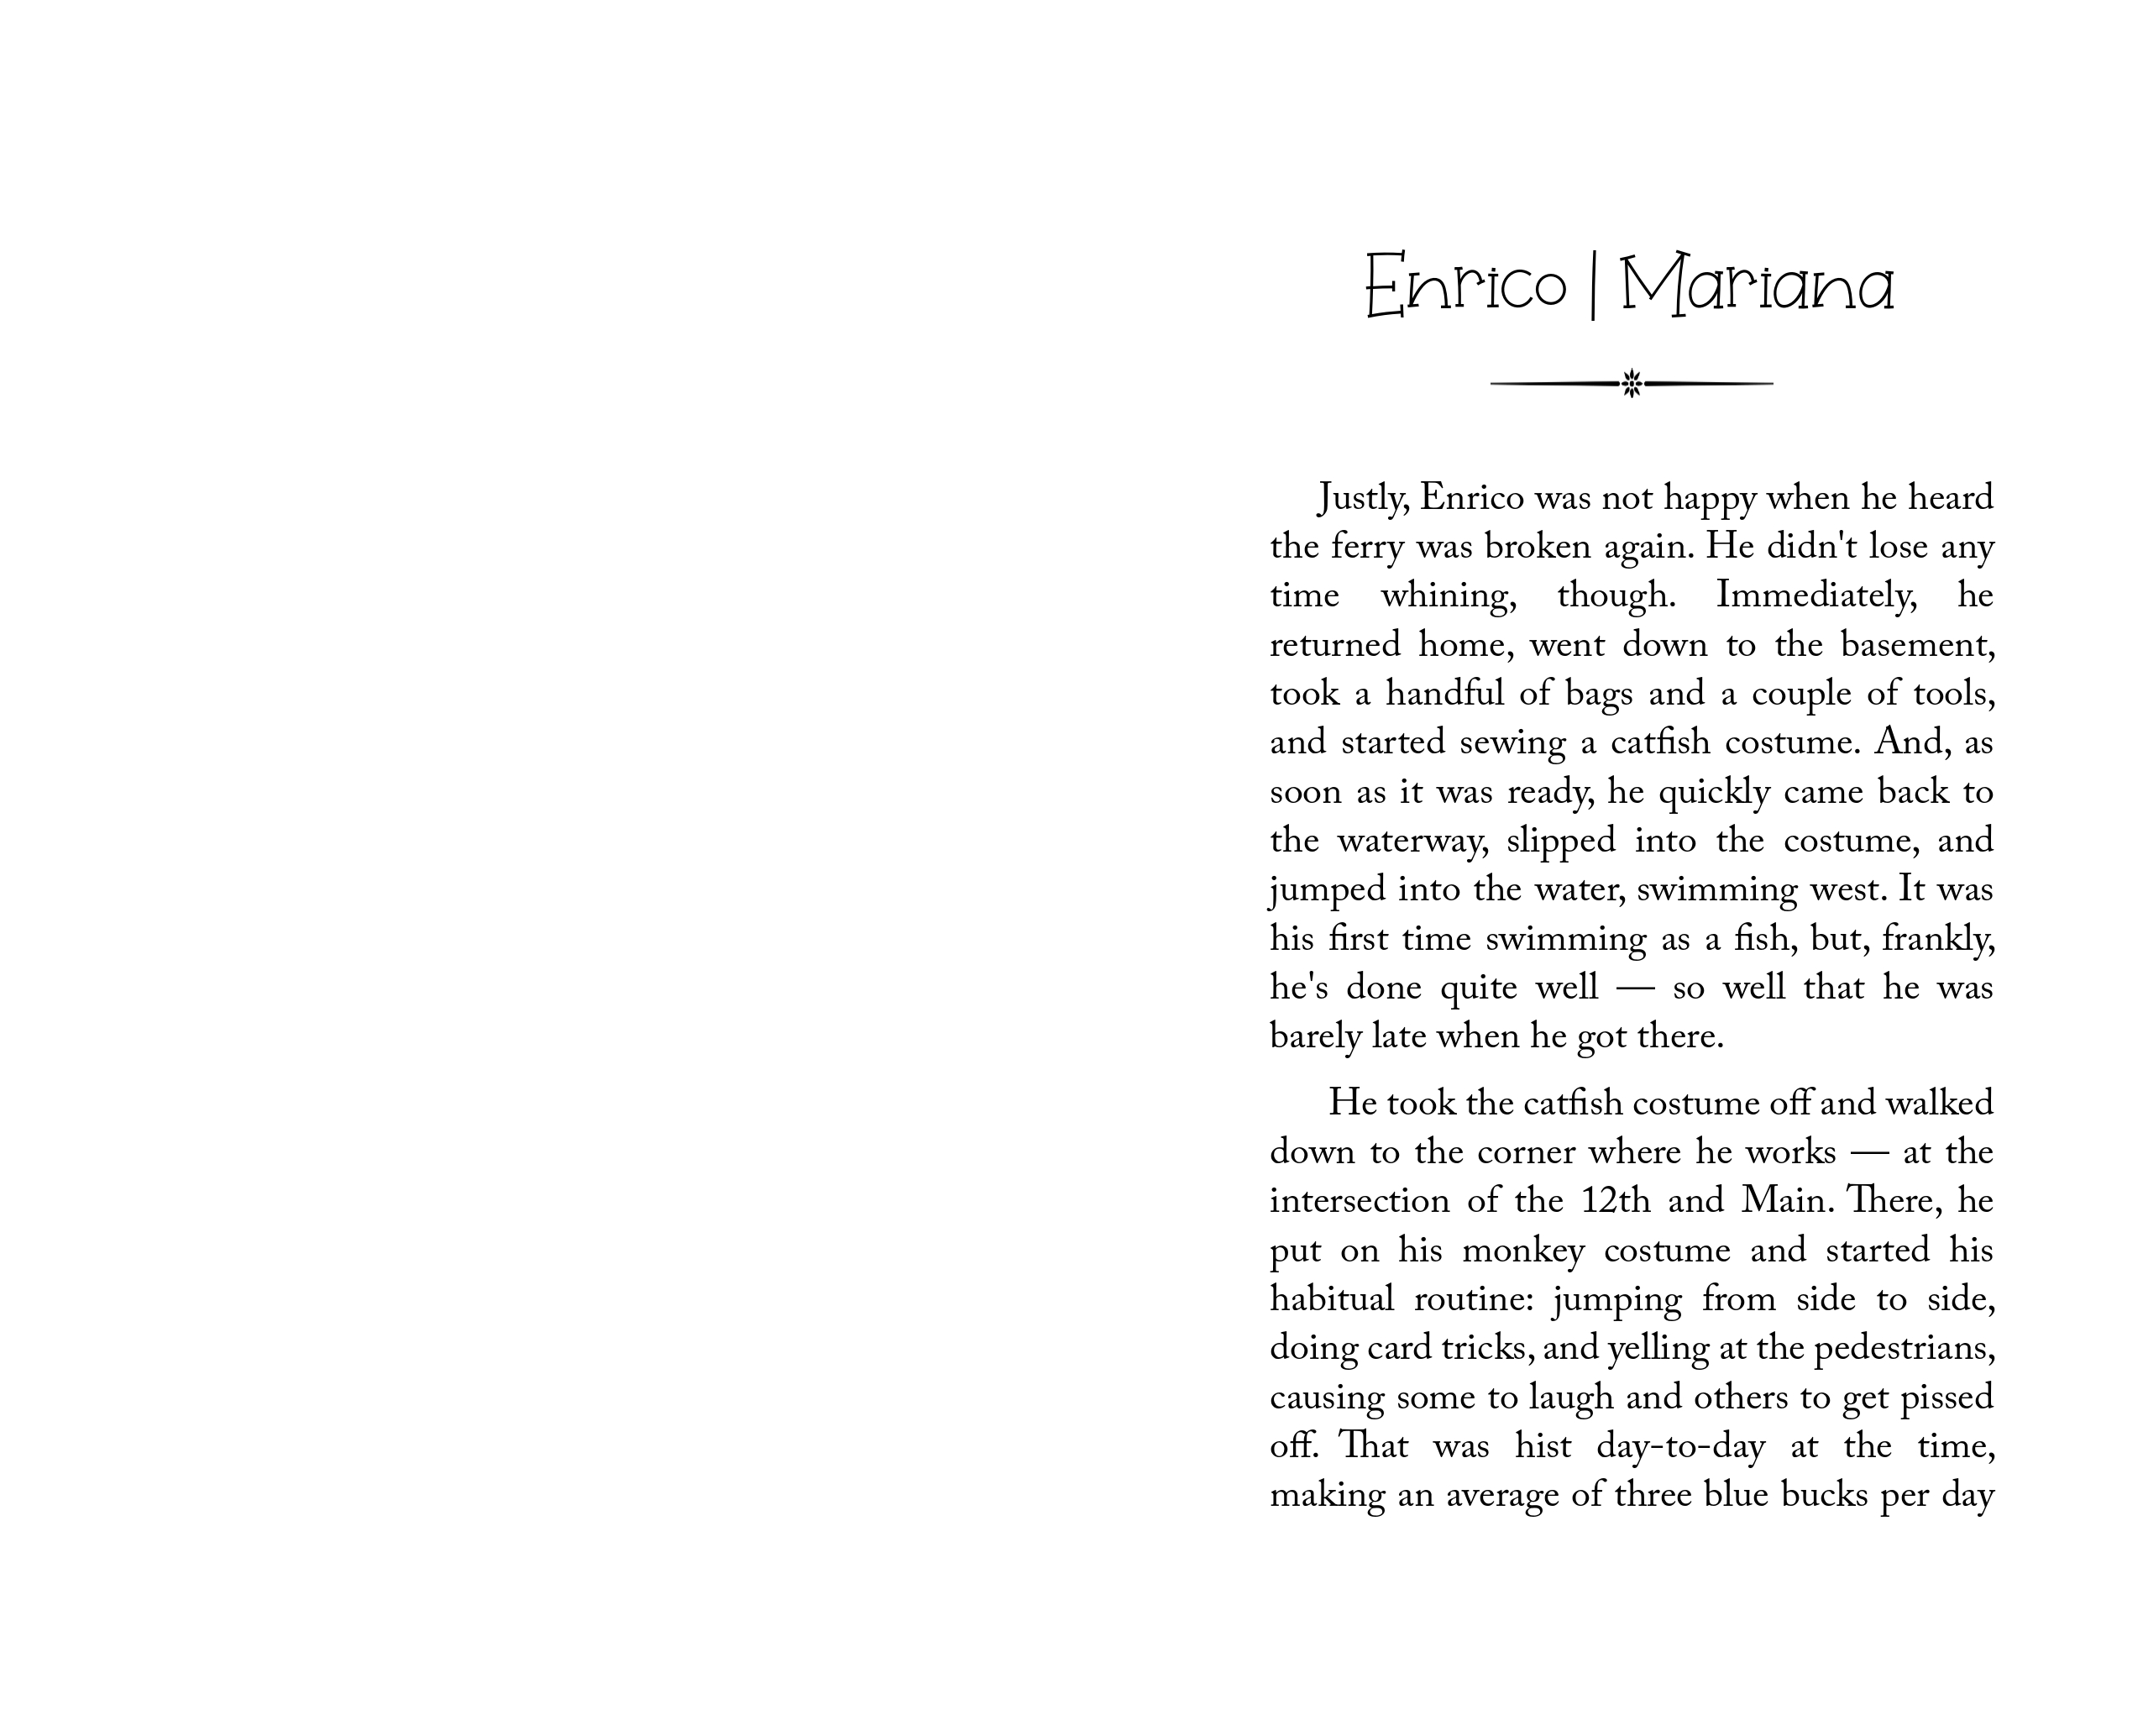 Enrico | Mariana
Justly, Enrico was not happy when he heard
the ferry was broken again. He didn't lose any
time whining, though. Immediately, he
returned home, went down to the basement,
took a handful of bags and a couple of tools,
and started sewing a catfish costume. And, as
soon as it was ready, he quickly came back to
the waterway, slipped into the costume, and
jumped into the water, swimming west. It was
his first time swimming as a fish, but, frankly,
he's done quite well — so well that he was
barely late when he got there.
He took the catfish costume off and walked
down to the corner where he works — at the
intersection of the 12th and Main. There, he
put on his monkey costume and started his
habitual routine: jumping from side to side,
doing card tricks, and yelling at the pedestrians,
causing some to laugh and others to get pissed
off. That was hist day-to-day at the time,
making an average of three blue bucks per day